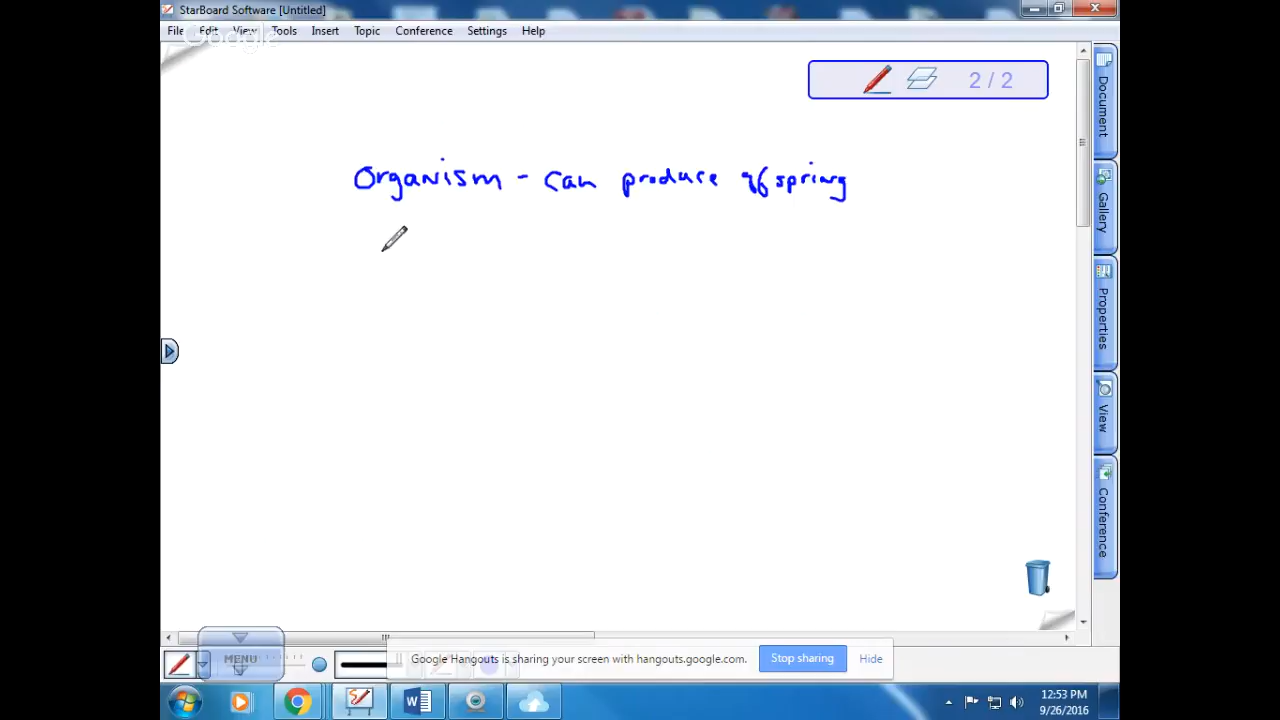 StarBoard Software [Untitled]
File Edit View Tools Insert Topic Conference Settings Help
Google
2 / 2
Organism - can produce offspring
Document
Gallery
Properties
View
Conference
MENU
Google Hangouts is sharing your screen with hangouts.google.com. Stop sharing Hide
12:53 PM
9/26/2016